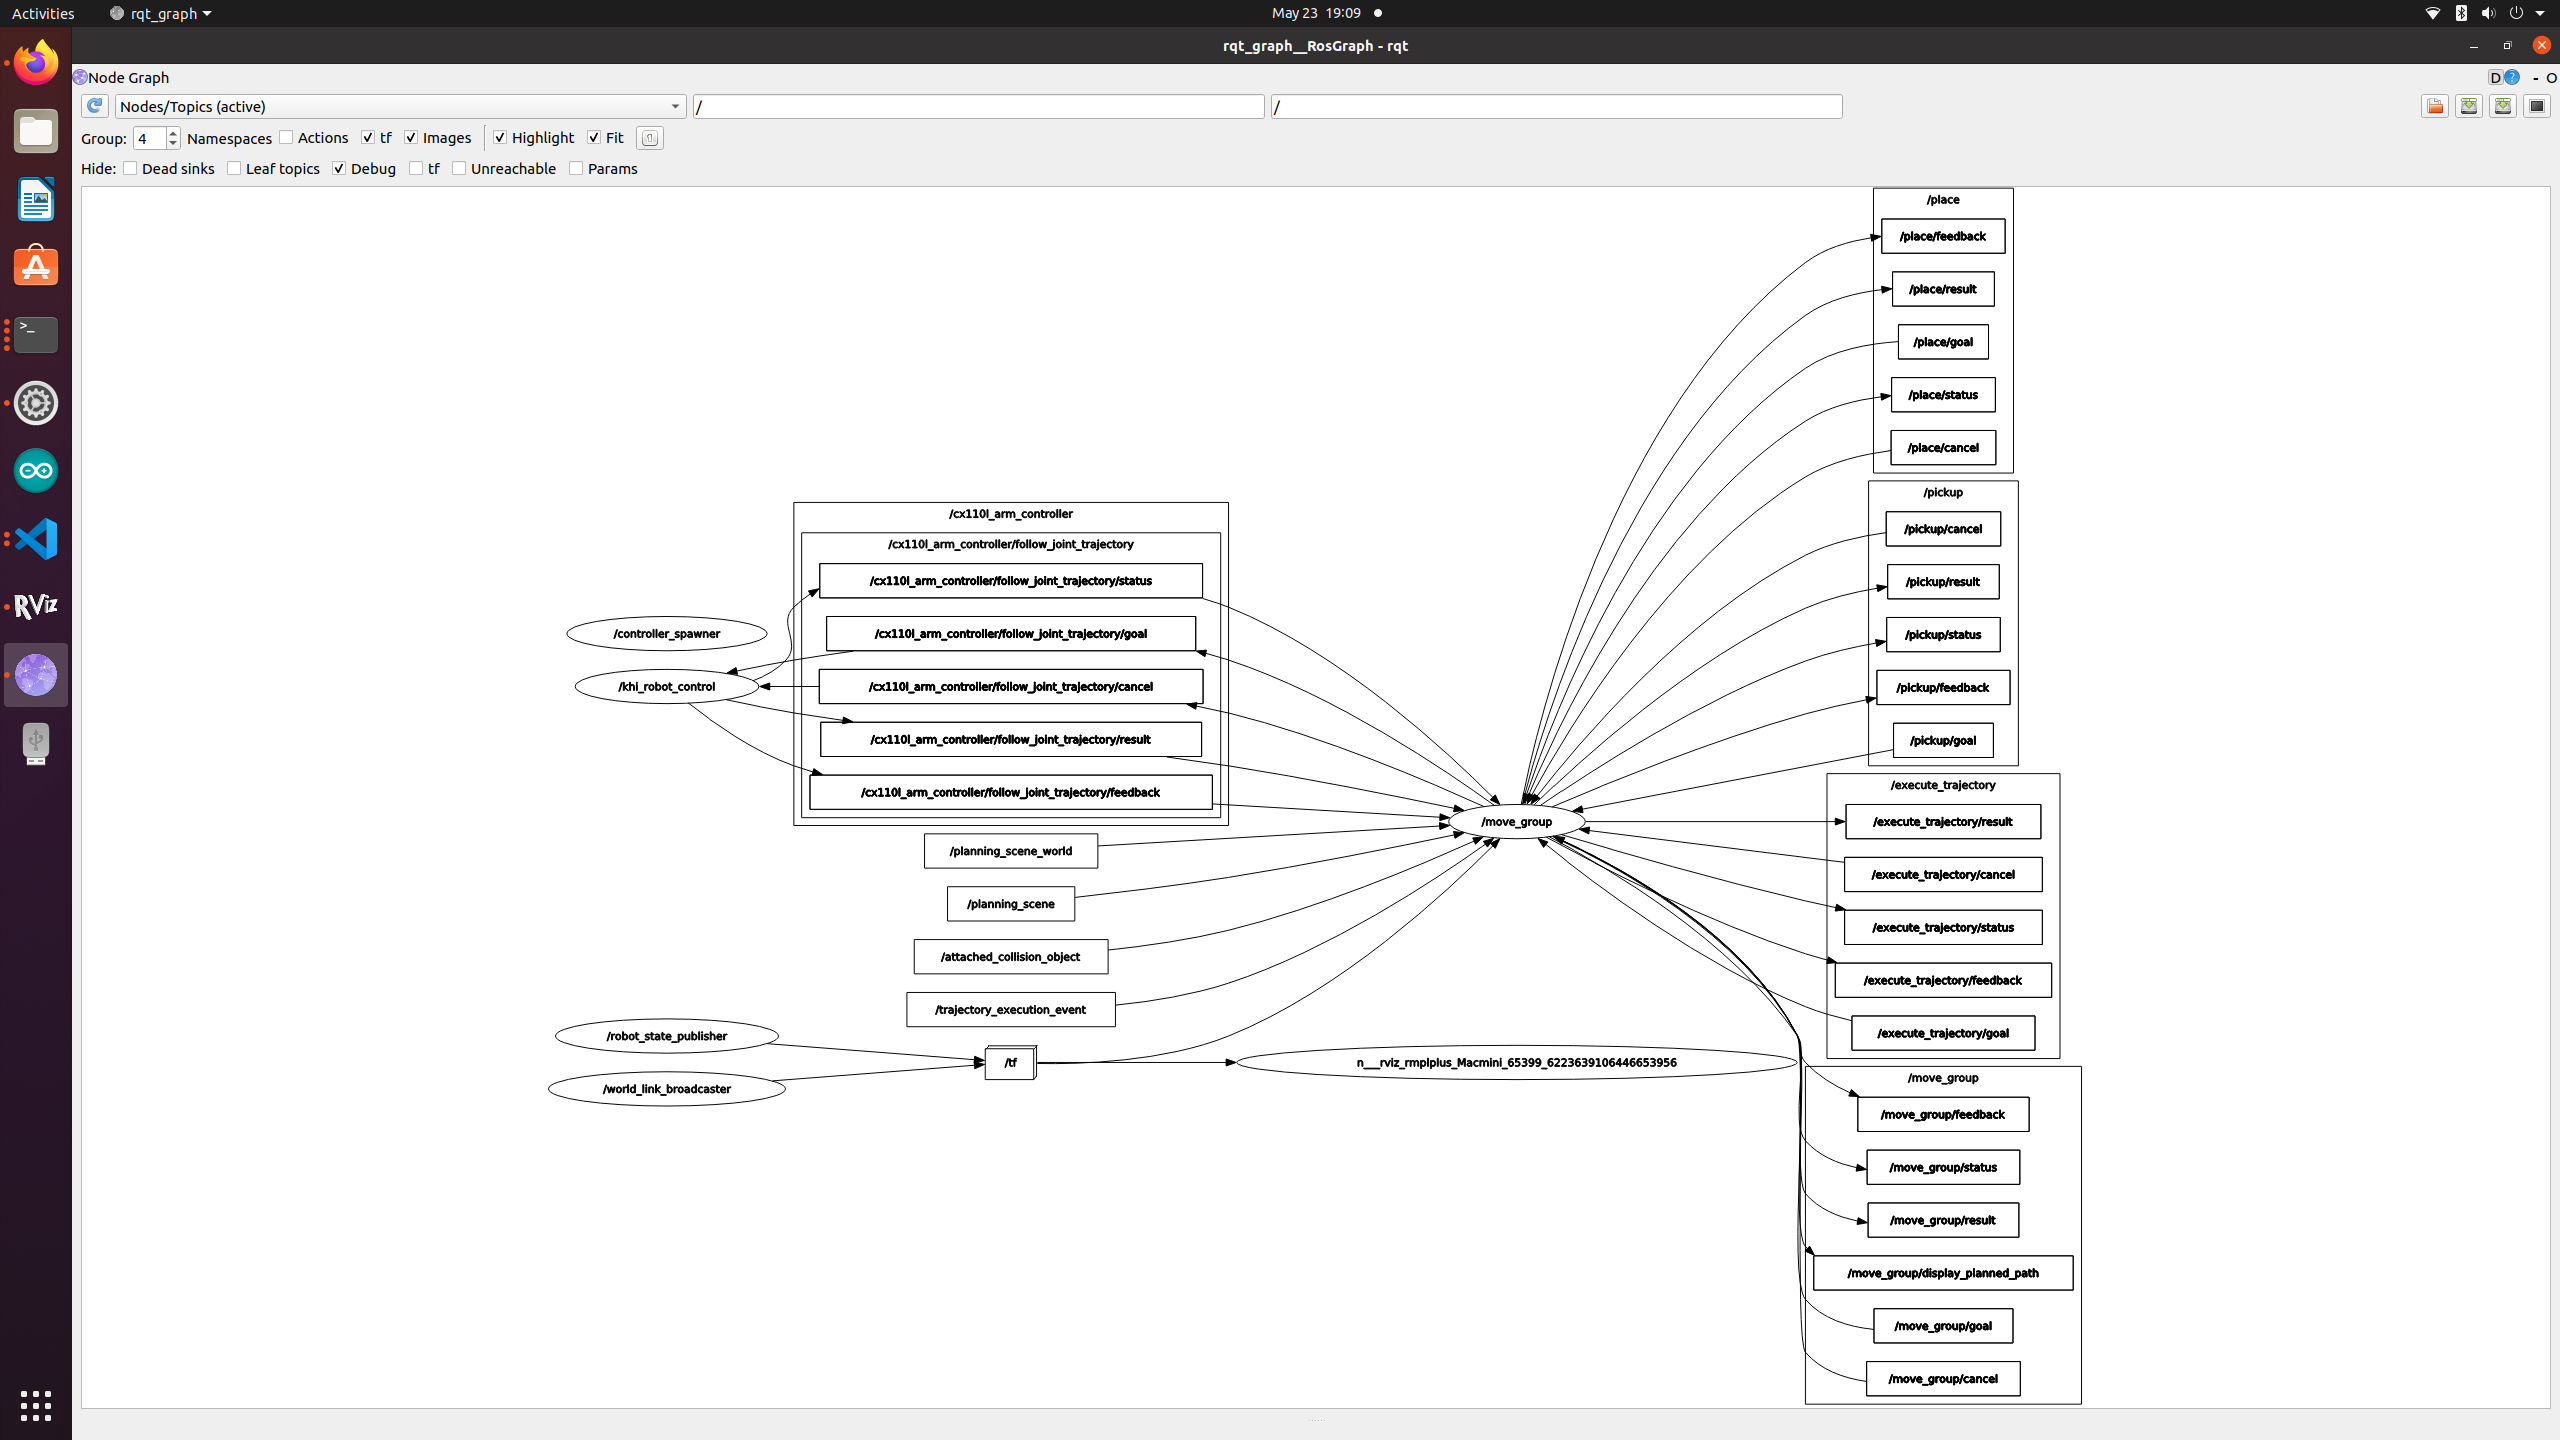 Activities rqt_graph May 23 19:09
rqt_graph__RosGraph - rqt
Node Graph D ? - O
Nodes/Topics (active) / /
Group: 4 Namespaces Actions tf Images Highlight Fit
Hide: Dead sinks Leaf topics Debug tf Unreachable Params
/place
/place/feedback
/place/result
/place/goal
/place/status
/place/cancel
/pickup
/pickup/cancel
/pickup/result
/pickup/status
/pickup/feedback
/pickup/goal
/cx110l_arm_controller
/cx110l_arm_controller/follow_joint_trajectory
/cx110l_arm_controller/follow_joint_trajectory/status
/cx110l_arm_controller/follow_joint_trajectory/goal
/cx110l_arm_controller/follow_joint_trajectory/cancel
/cx110l_arm_controller/follow_joint_trajectory/result
/cx110l_arm_controller/follow_joint_trajectory/feedback
/controller_spawner
/khi_robot_control
/move_group
/planning_scene_world
/planning_scene
/attached_collision_object
/trajectory_execution_event
/robot_state_publisher
/world_link_broadcaster
/tf
n___rviz_rmplplus_Macmini_65399_6223639106446653956
/execute_trajectory
/execute_trajectory/result
/execute_trajectory/cancel
/execute_trajectory/status
/execute_trajectory/feedback
/execute_trajectory/goal
/move_group
/move_group/feedback
/move_group/status
/move_group/result
/move_group/display_planned_path
/move_group/goal
/move_group/cancel
>_
RViz